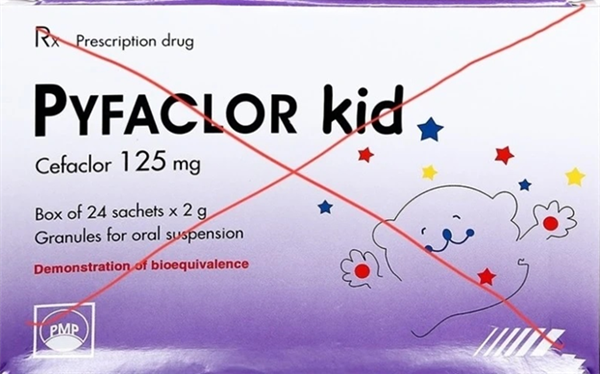 Rx Prescription drug
PYFACLOR kid
Cefaclor 125 mg
Box of 24 sachets x 2 g
Granules for oral suspension
Demonstration of bioequivalence
PMP